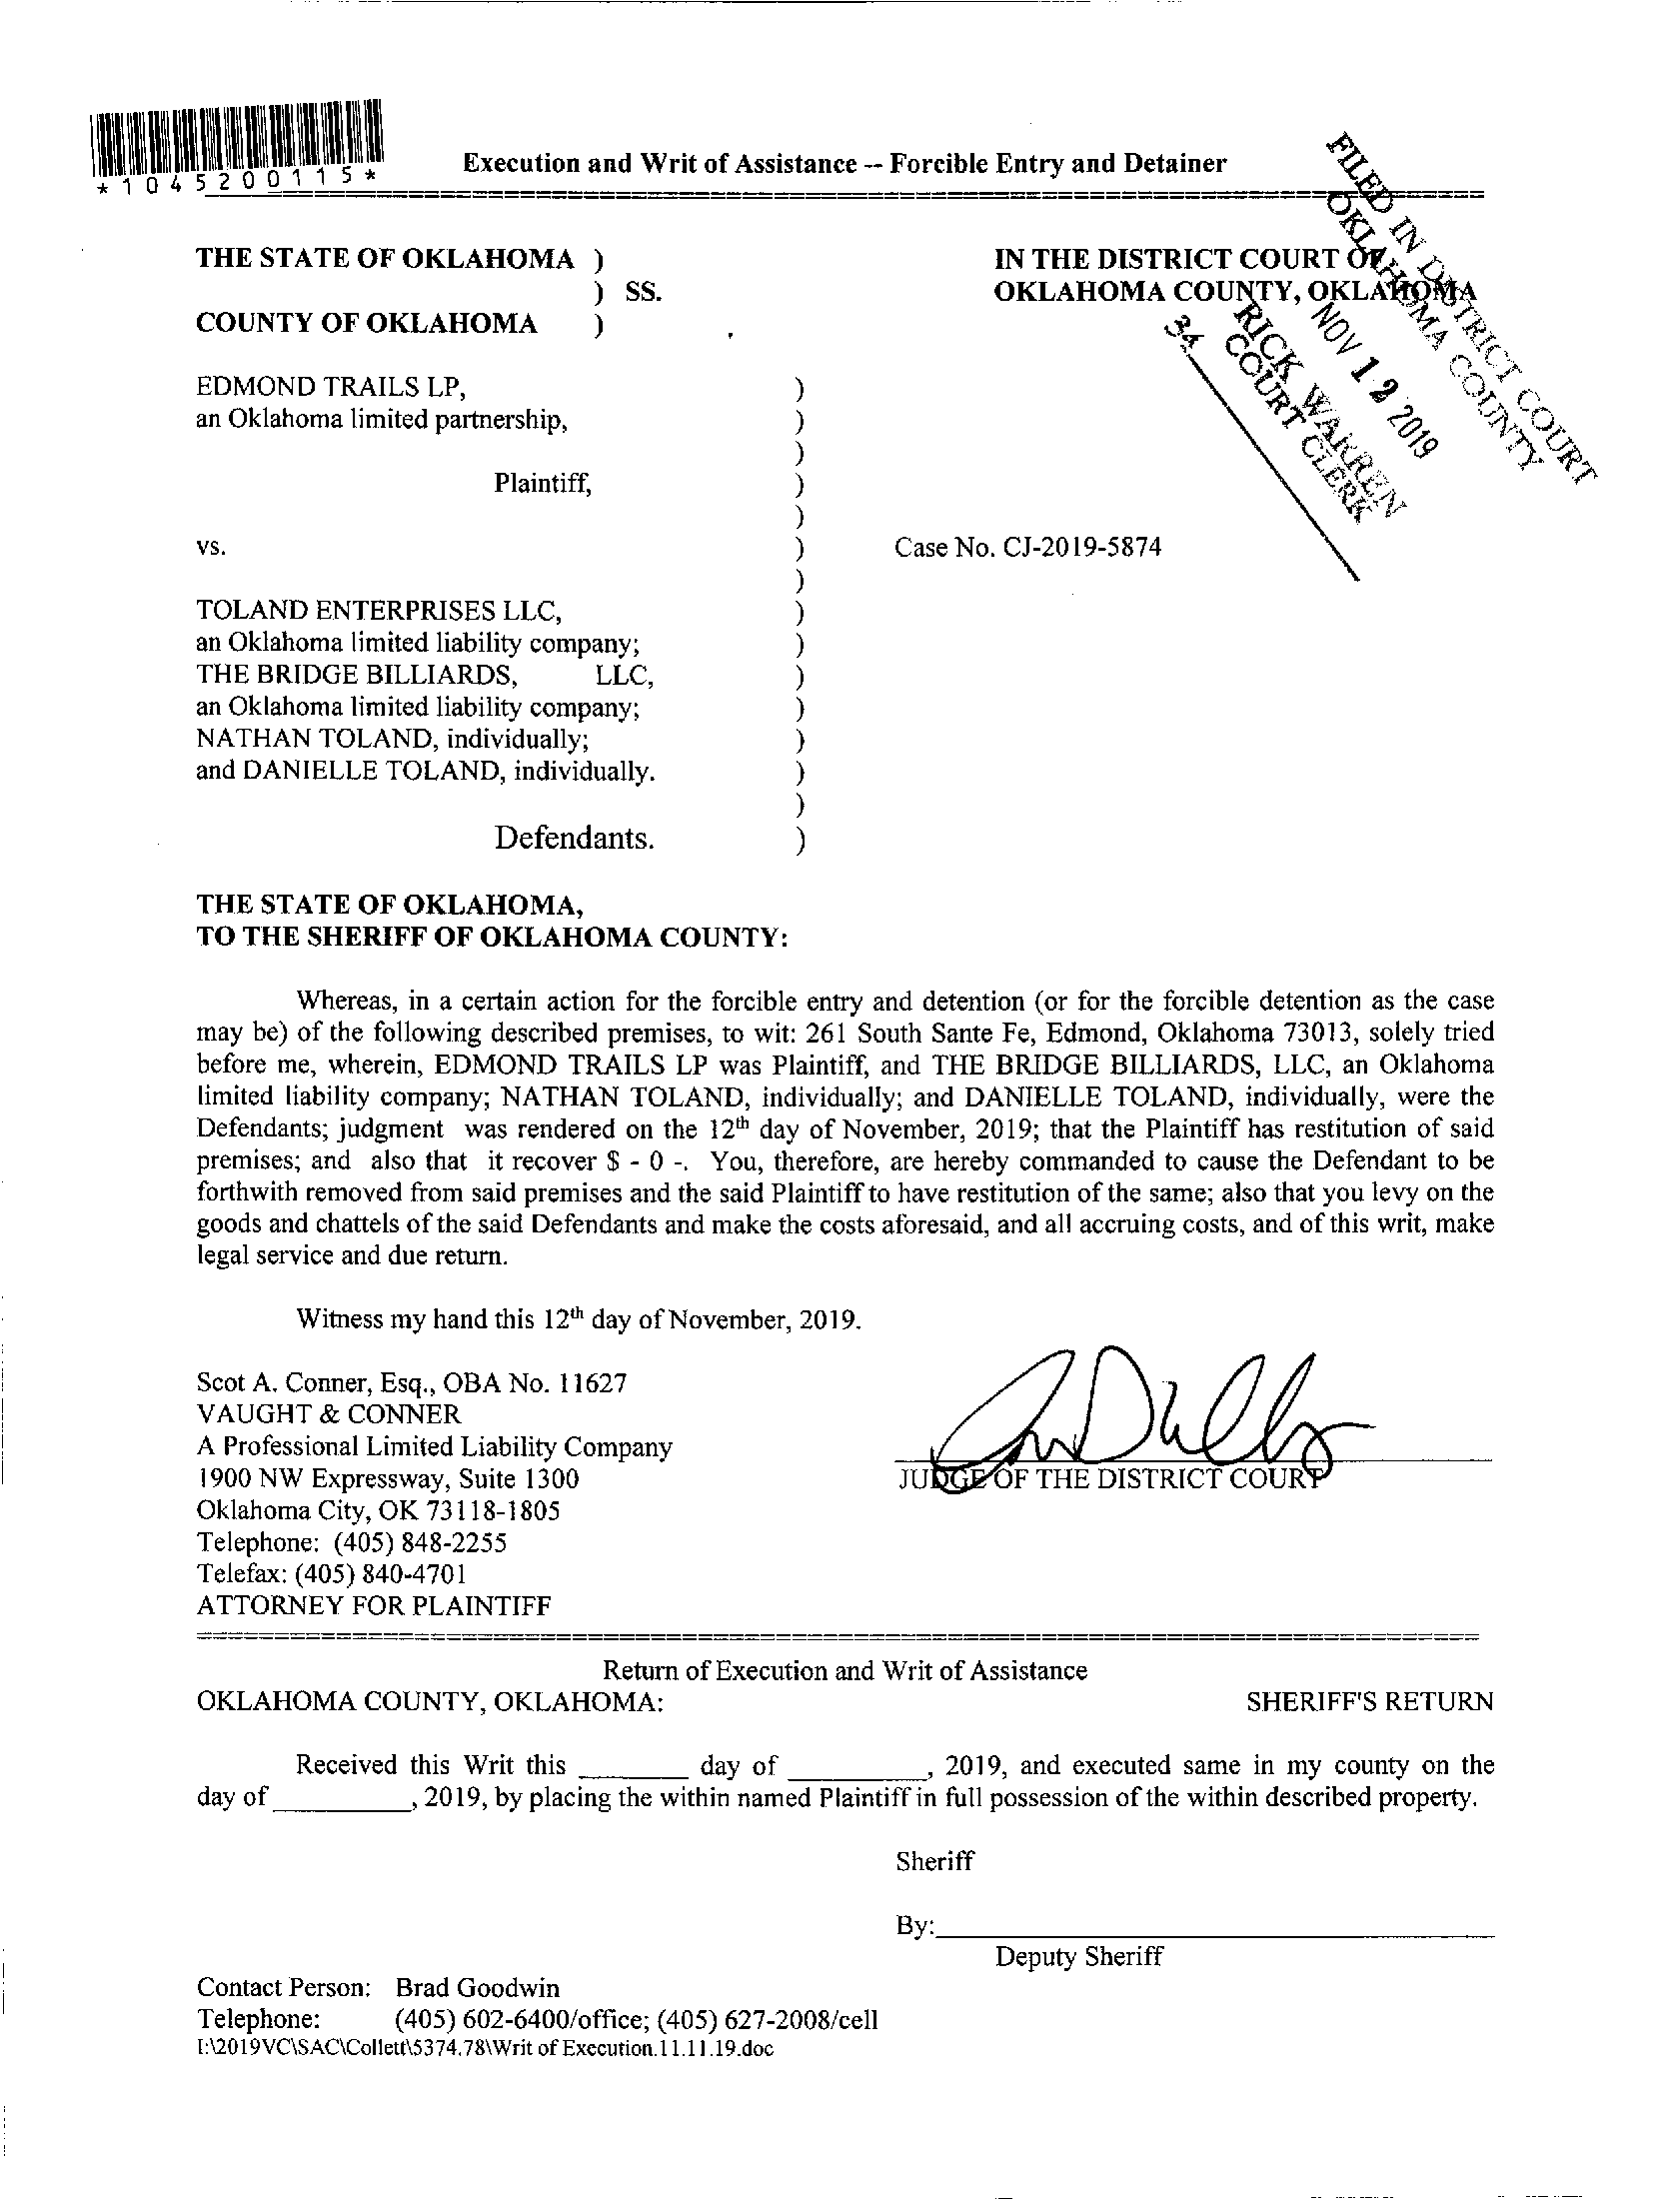 *1045200115*
Execution and Writ of Assistance -- Forcible Entry and Detainer
FILED IN DISTRICT COURT
OKLAHOMA COUNTY
NOV 12 2019
RICK WARREN
COURT CLERK
34
THE STATE OF OKLAHOMA )
) SS.
COUNTY OF OKLAHOMA )
IN THE DISTRICT COURT OF
OKLAHOMA COUNTY, OKLAHOMA
EDMOND TRAILS LP, )
an Oklahoma limited partnership, )
)
Plaintiff, )
)
vs. ) Case No. CJ-2019-5874
)
TOLAND ENTERPRISES LLC, )
an Oklahoma limited liability company; )
THE BRIDGE BILLIARDS, LLC, )
an Oklahoma limited liability company; )
NATHAN TOLAND, individually; )
and DANIELLE TOLAND, individually. )
)
Defendants. )
THE STATE OF OKLAHOMA,
TO THE SHERIFF OF OKLAHOMA COUNTY:
Whereas, in a certain action for the forcible entry and detention (or for the forcible detention as the case
may be) of the following described premises, to wit: 261 South Sante Fe, Edmond, Oklahoma 73013, solely tried
before me, wherein, EDMOND TRAILS LP was Plaintiff, and THE BRIDGE BILLIARDS, LLC, an Oklahoma
limited liability company; NATHAN TOLAND, individually; and DANIELLE TOLAND, individually, were the
Defendants; judgment was rendered on the 12th day of November, 2019; that the Plaintiff has restitution of said
premises; and also that it recover $ - 0 -. You, therefore, are hereby commanded to cause the Defendant to be
forthwith removed from said premises and the said Plaintiff to have restitution of the same; also that you levy on the
goods and chattels of the said Defendants and make the costs aforesaid, and all accruing costs, and of this writ, make
legal service and due return.
Witness my hand this 12th day of November, 2019.
Scot A. Conner, Esq., OBA No. 11627
VAUGHT & CONNER
A Professional Limited Liability Company
1900 NW Expressway, Suite 1300
Oklahoma City, OK 73118-1805
Telephone: (405) 848-2255
Telefax: (405) 840-4701
ATTORNEY FOR PLAINTIFF
JUDGE OF THE DISTRICT COURT
Return of Execution and Writ of Assistance
OKLAHOMA COUNTY, OKLAHOMA: SHERIFF'S RETURN
Received this Writ this ________ day of __________, 2019, and executed same in my county on the
day of __________, 2019, by placing the within named Plaintiff in full possession of the within described property.
Sheriff
By:____________________
Deputy Sheriff
Contact Person: Brad Goodwin
Telephone: (405) 602-6400/office; (405) 627-2008/cell
I:\2019VC\SAC\Collett\5374.78\Writ of Execution.11.11.19.doc